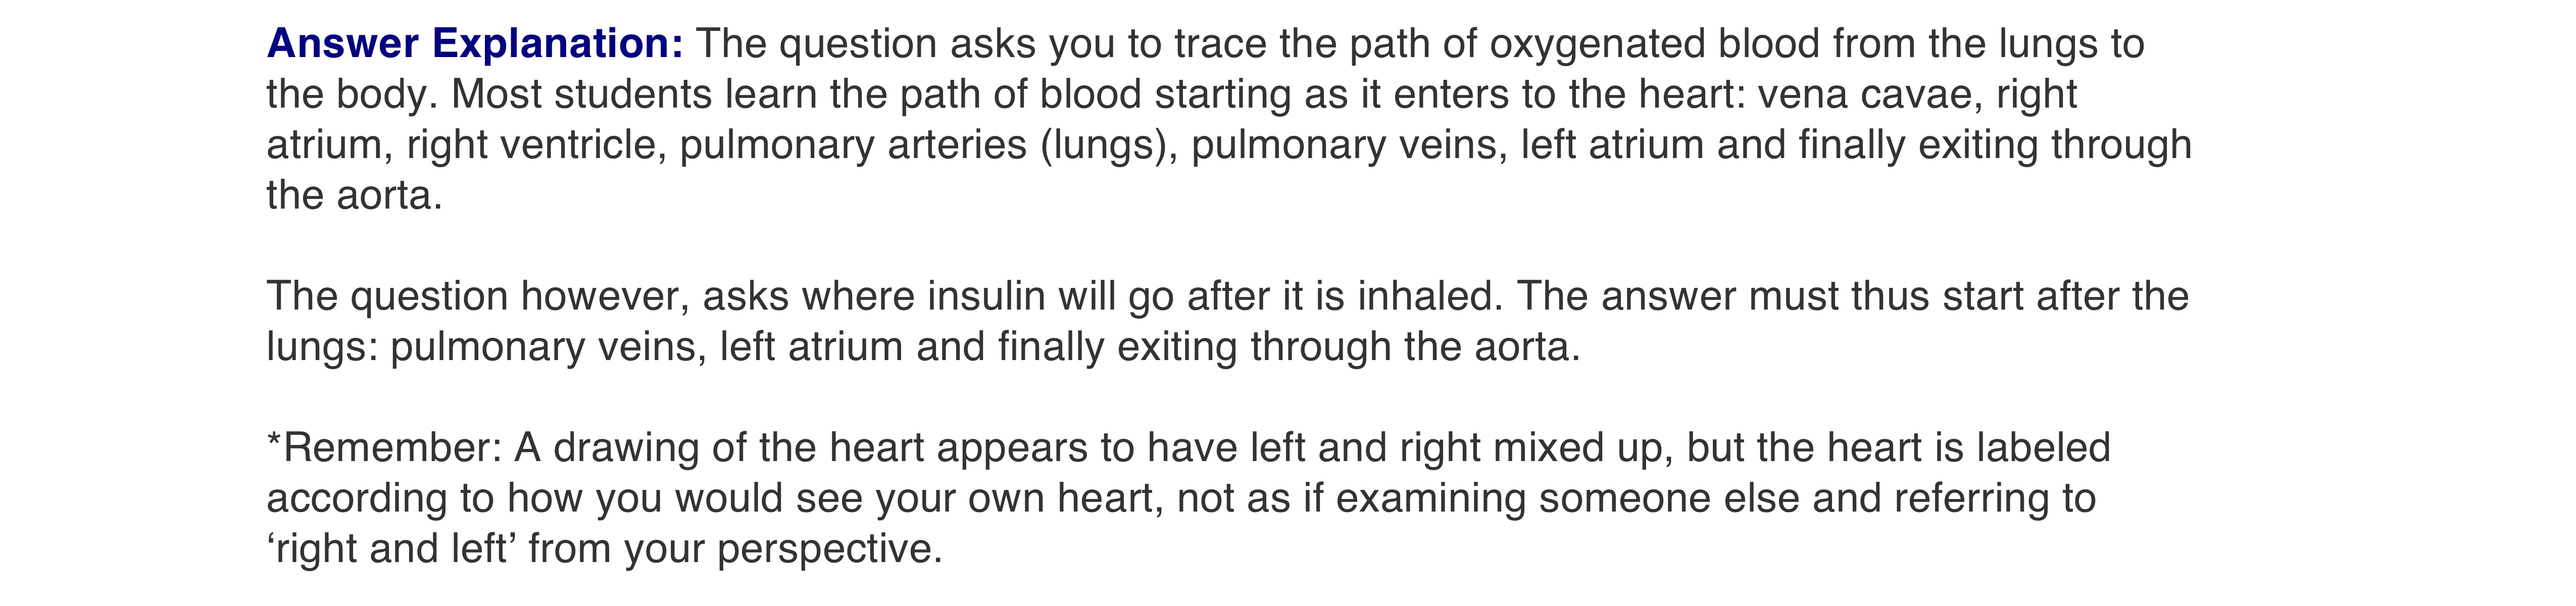 Answer Explanation: The question asks you to trace the path of oxygenated blood from the lungs to
the body. Most students learn the path of blood starting as it enters to the heart: vena cavae, right
atrium, right ventricle, pulmonary arteries (lungs), pulmonary veins, left atrium and finally exiting through
the aorta.
The question however, asks where insulin will go after it is inhaled. The answer must thus start after the
lungs: pulmonary veins, left atrium and finally exiting through the aorta.
*Remember: A drawing of the heart appears to have left and right mixed up, but the heart is labeled
according to how you would see your own heart, not as if examining someone else and referring to
‘right and left’ from your perspective.